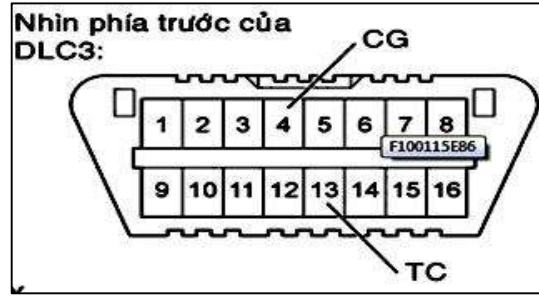 Nhìn phía trước của
DLC3:
CG
1 2 3 4 5 6 7 8
F100115E86
9 10 11 12 13 14 15 16
TC